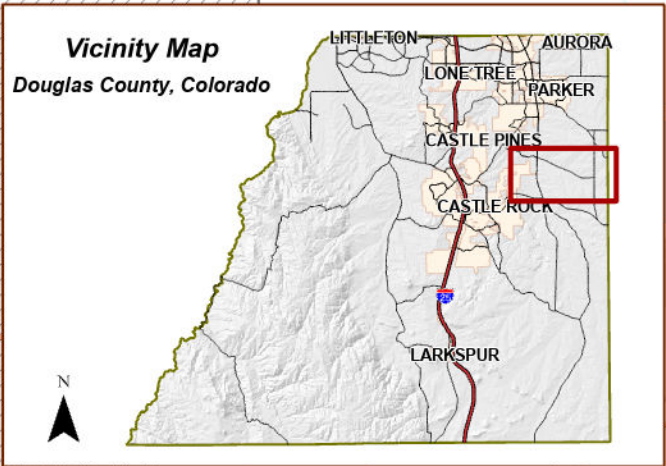 Vicinity Map
Douglas County, Colorado
LITTLETON
AURORA
LONE TREE
PARKER
CASTLE PINES
CASTLE ROCK
25
LARKSPUR
N